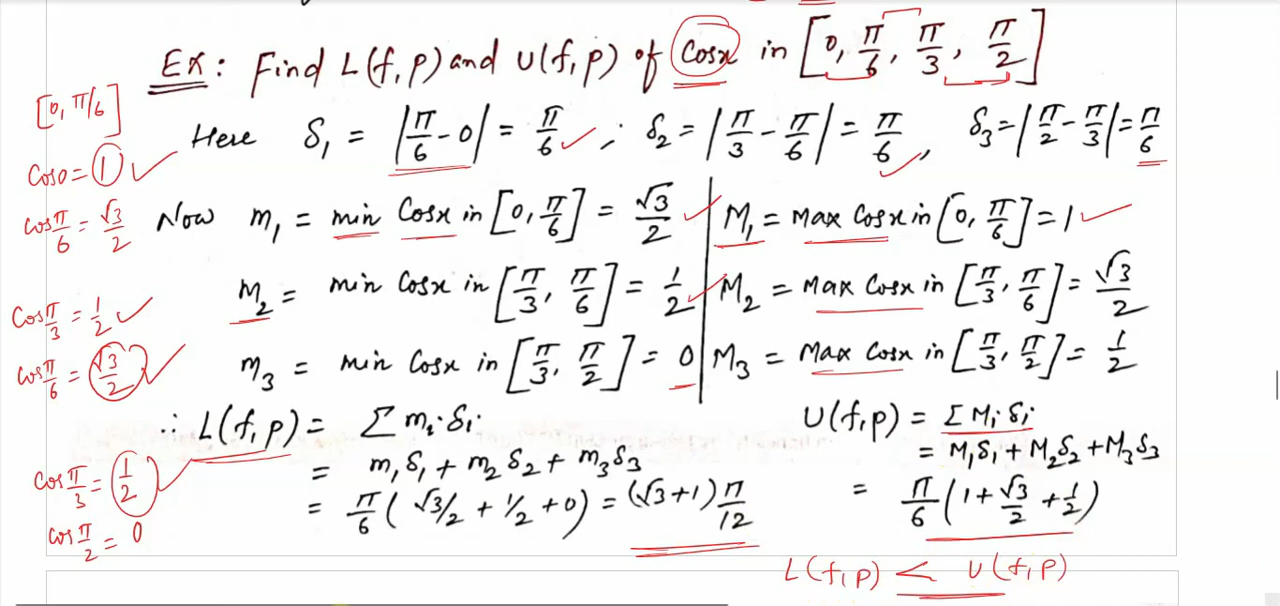 Ex: Find L(f,p) and U(f,p) of Cosx in [0, π/6, π/3, π/2]
[0, π/6]
Here δ₁ = |π/6 - 0| = π/6 ; δ₂ = |π/3 - π/6| = π/6, δ₃ = |π/2 - π/3| = π/6
Cos0 = 1
cos π/6 = √3/2
Now m₁ = min Cosx in [0, π/6] = √3/2 | M₁ = Max Cosx in [0, π/6] = 1
m₂ = min Cosx in [π/3, π/6] = 1/2 | M₂ = Max Cosx in [π/3, π/6] = √3/2
Cos π/3 = 1/2
cos π/6 = √3/2
m₃ = min Cosx in [π/3, π/2] = 0 | M₃ = Max Cosx in [π/3, π/2] = 1/2
∴ L(f,p) = Σ mᵢ δᵢ
U(f,p) = Σ Mᵢ δᵢ
= m₁δ₁ + m₂δ₂ + m₃δ₃
= M₁δ₁ + M₂δ₂ + M₃δ₃
cos π/3 = 1/2
= π/6 (√3/2 + 1/2 + 0) = (√3+1) π/12
= π/6 (1 + √3/2 + 1/2)
cos π/2 = 0
L(f,p) < U(f,p)